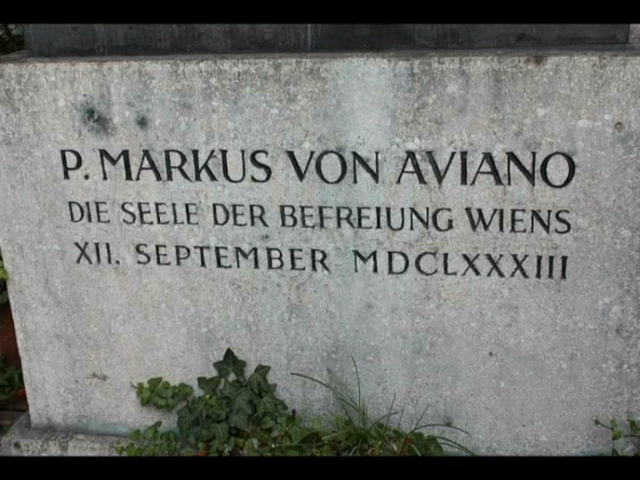 P. MARKUS VON AVIANO
DIE SEELE DER BEFREIUNG WIENS
XII. SEPTEMBER MDCLXXXIII